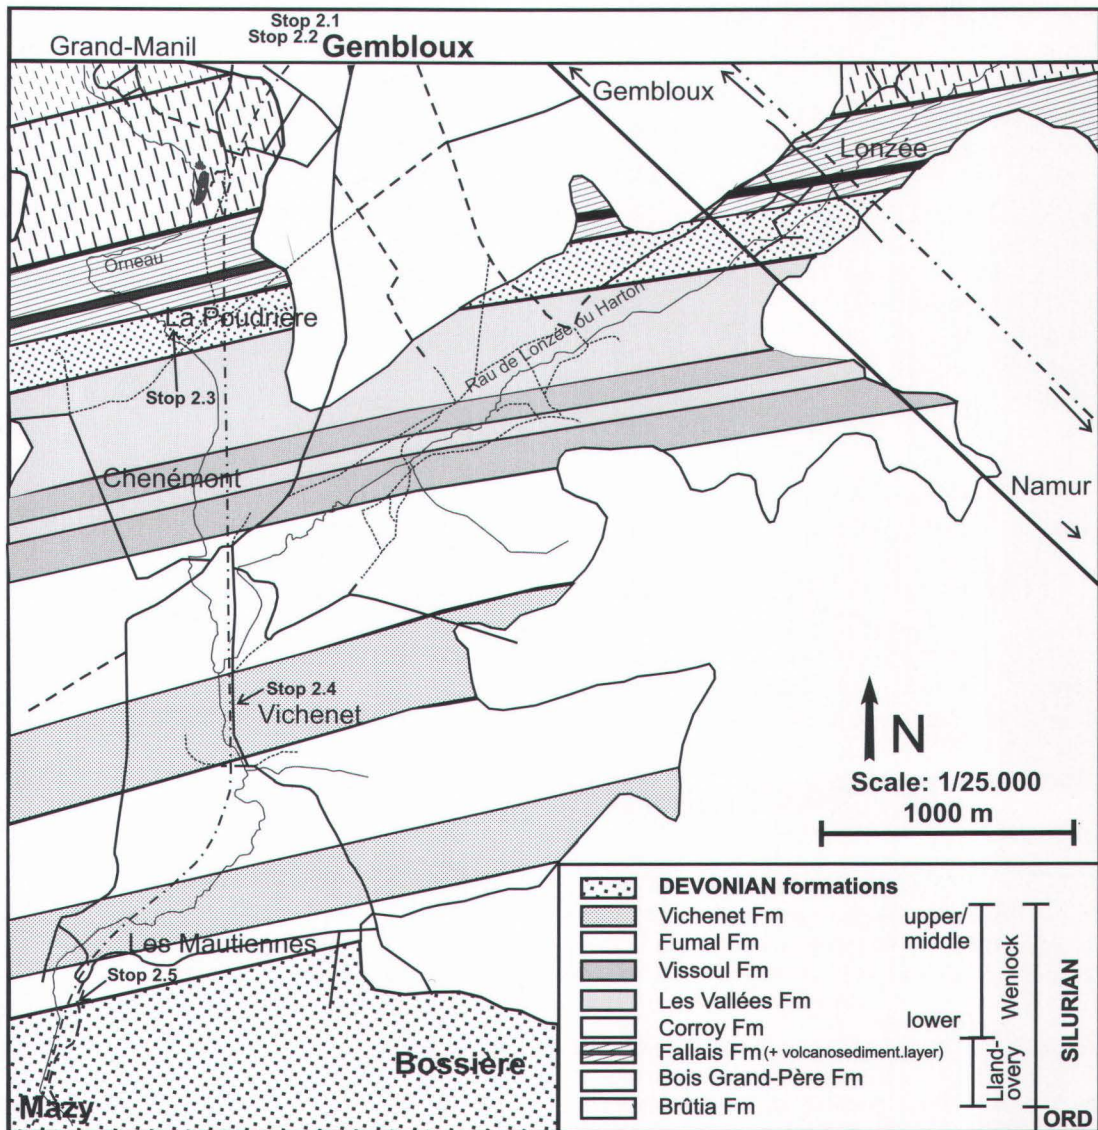 Stop 2.1
Stop 2.2
Grand-Manil
Gembloux
Gembloux
Lonzée
Orneau
La Poudrière
Rau de Lonzée ou Harton
Stop 2.3
Chenémont
Namur
Stop 2.4
Vichenet
N
Scale: 1/25.000
1000 m
Les Mautiennes
Stop 2.5
Bossière
Mazy
DEVONIAN formations
Vichenet Fm
Fumal Fm
Vissoul Fm
Les Vallées Fm
Corroy Fm
Fallais Fm (+ volcanosediment.layer)
Bois Grand-Père Fm
Brûtia Fm
upper/
middle
lower
Wenlock
Lland-
overy
SILURIAN
ORD